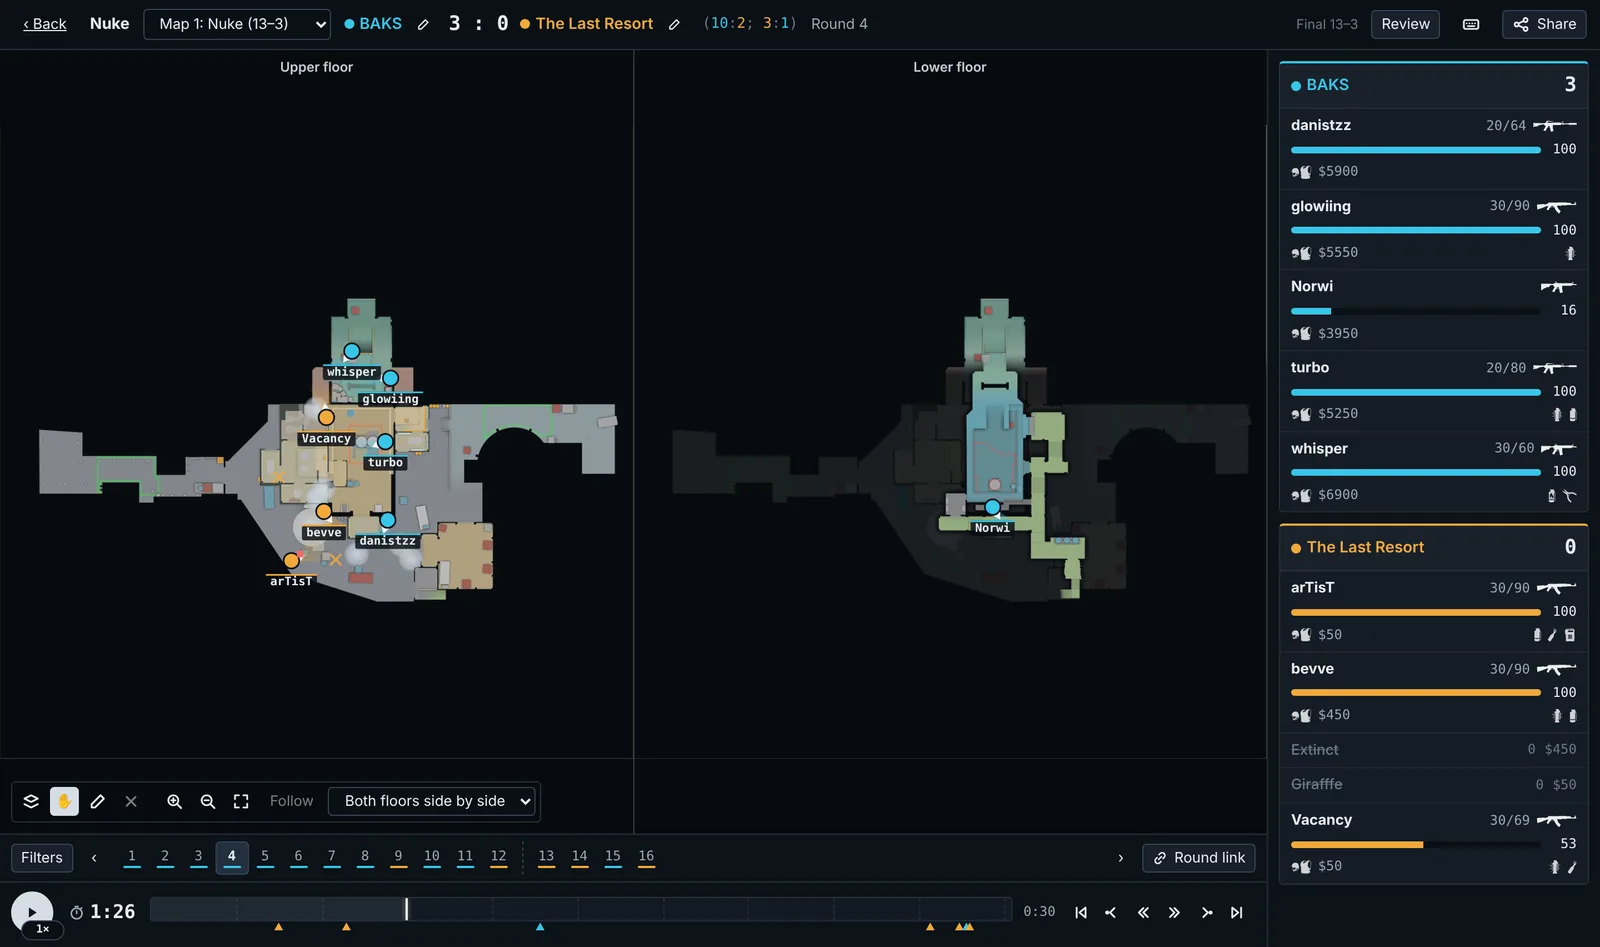 ‹ Back Nuke Map 1: Nuke (13–3) BAKS 3 : 0 The Last Resort (10:2; 3:1) Round 4 Final 13–3 Review Share
Upper floor
Lower floor
whisper
glowiing
Vacancy
turbo
bevve
danistzz
arTisT
Norwi
BAKS 3
danistzz 20/64
100
$5900
glowiing 30/90
100
$5550
Norwi
16
$3950
turbo 20/80
100
$5250
whisper 30/60
100
$6900
The Last Resort 0
arTisT 30/90
100
$50
bevve 30/90
100
$450
Extinct 0 $450
Girafffe 0 $50
Vacancy 30/69
53
$50
Follow Both floors side by side
Filters ‹ 1 2 3 4 5 6 7 8 9 10 11 12 13 14 15 16 › Round link
1:26 0:30
1×